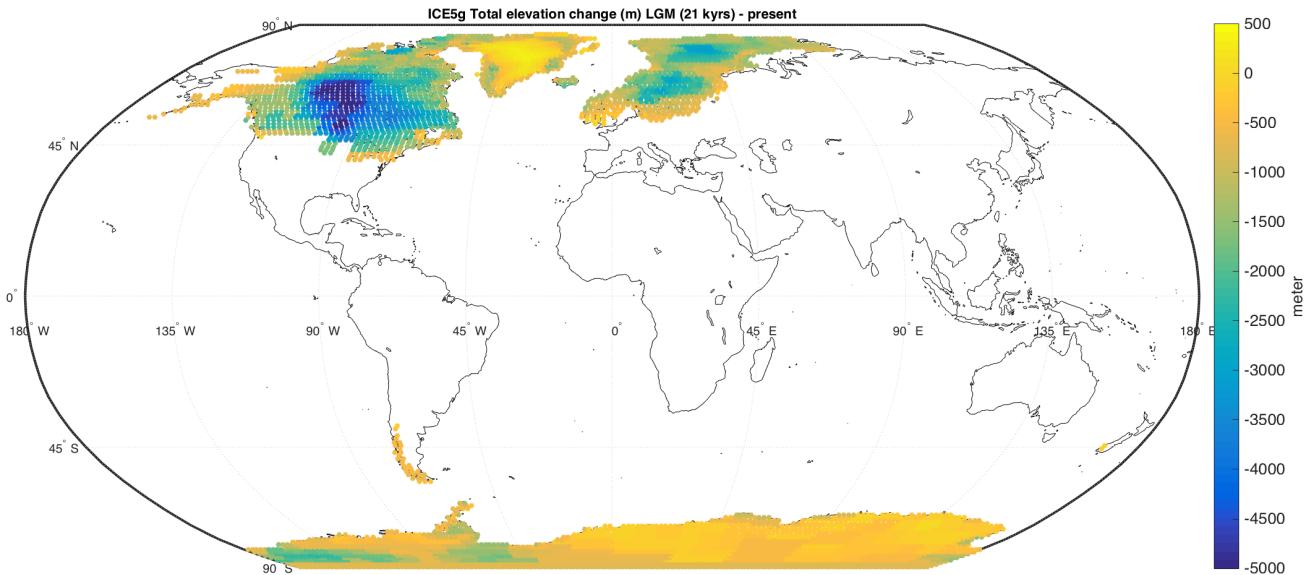 ICE5g Total elevation change (m) LGM (21 kyrs) - present
90° N
45° N
0°
180° W
135° W
90° W
45° W
0°
45° E
90° E
135° E
180° E
45° S
90° S
500
0
-500
-1000
-1500
-2000
-2500
-3000
-3500
-4000
-4500
-5000
meter